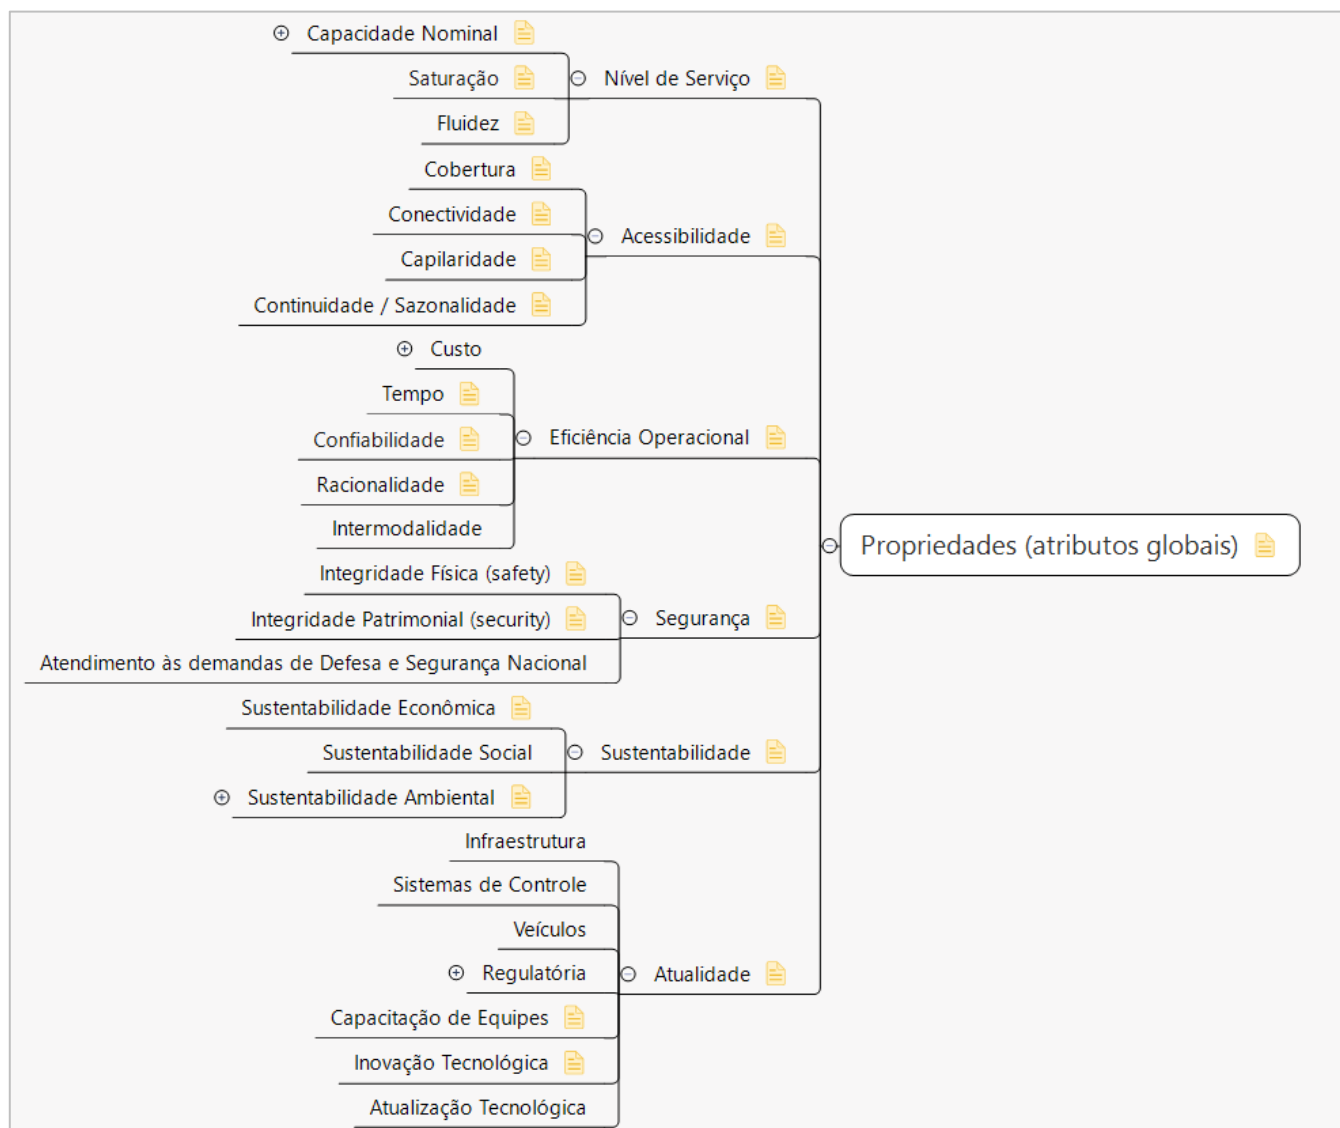 Capacidade Nominal
Saturação
Nível de Serviço
Fluidez
Cobertura
Conectividade
Acessibilidade
Capilaridade
Continuidade / Sazonalidade
Custo
Tempo
Confiabilidade
Eficiência Operacional
Racionalidade
Intermodalidade
Propriedades (atributos globais)
Integridade Física (safety)
Integridade Patrimonial (security)
Segurança
Atendimento às demandas de Defesa e Segurança Nacional
Sustentabilidade Econômica
Sustentabilidade Social
Sustentabilidade
Sustentabilidade Ambiental
Infraestrutura
Sistemas de Controle
Veículos
Regulatória
Atualidade
Capacitação de Equipes
Inovação Tecnológica
Atualização Tecnológica